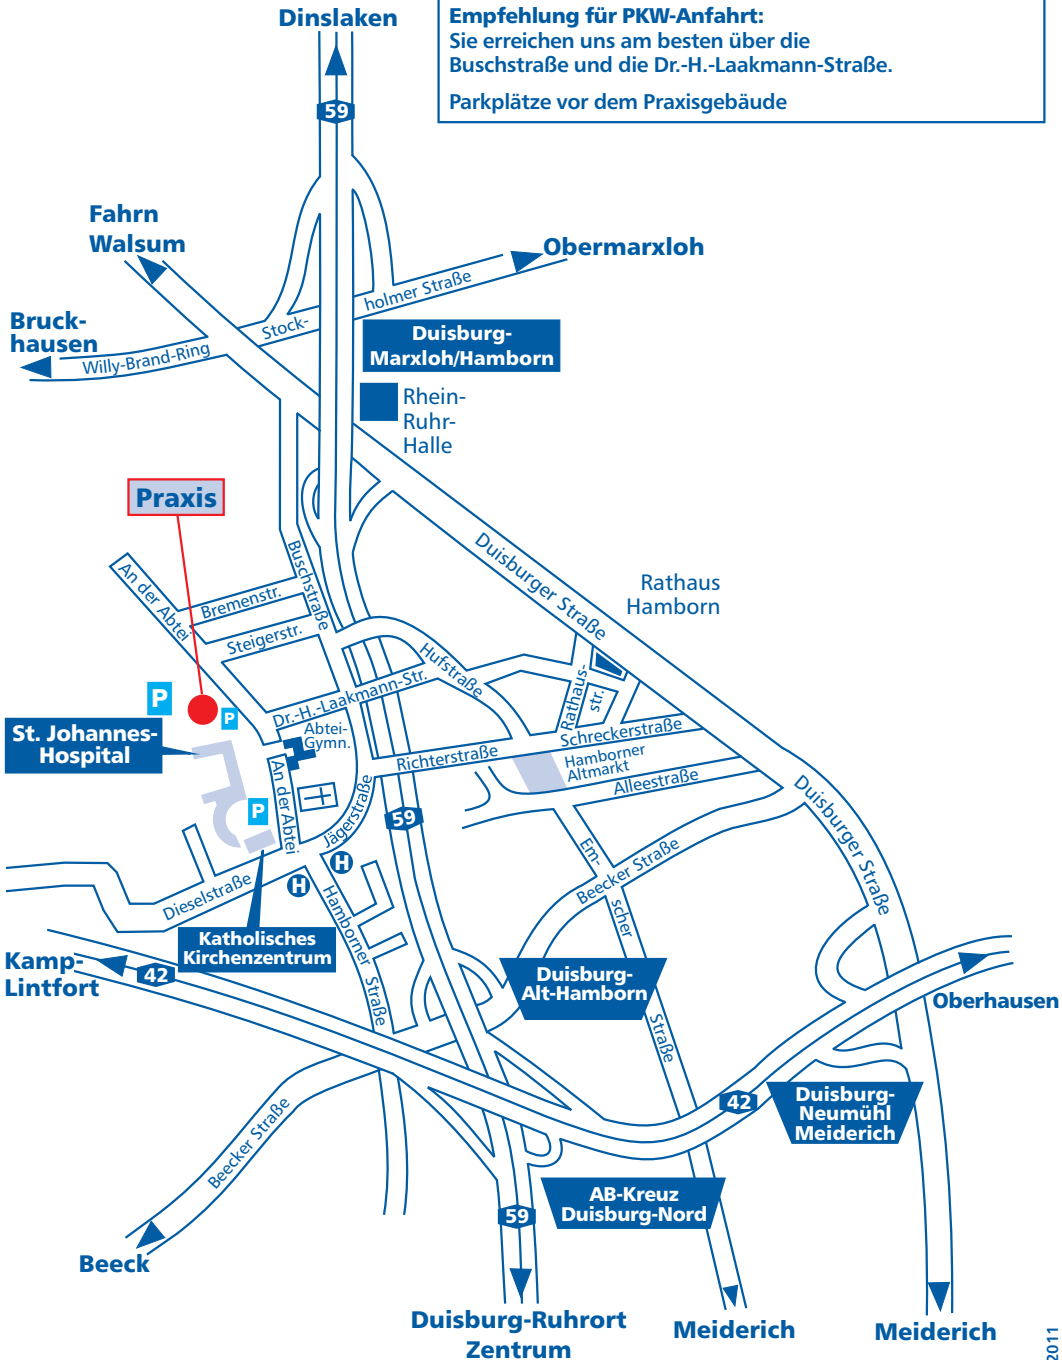 Dinslaken
Empfehlung für PKW-Anfahrt:
Sie erreichen uns am besten über die
Buschstraße und die Dr.-H.-Laakmann-Straße.
Parkplätze vor dem Praxisgebäude
59
Fahrn
Walsum
Obermarxloh
holmer Straße
Stock-
Bruck-
hausen
Willy-Brand-Ring
Duisburg-
Marxloh/Hamborn
Rhein-
Ruhr-
Halle
Praxis
Buschstraße
Duisburger Straße
An der Abtei
Bremenstr.
Steigerstr.
Rathaus
Hamborn
Hufstraße
Rathaus-
str.
Dr.-H.-Laakmann-Str.
P
P
St. Johannes-
Hospital
Abtei-
Gymn.
Richterstraße
Schreckerstraße
Hamborner
Altmarkt
Alleestraße
An der Abtei
Jägerstraße
P
59
Duisburger Straße
Em-
scher
Straße
Beecker Straße
H
H
Dieselstraße
Hamborner Straße
Katholisches
Kirchenzentrum
Kamp-
Lintfort
42
Duisburg-
Alt-Hamborn
Oberhausen
42
Duisburg-
Neumühl
Meiderich
Beecker Straße
AB-Kreuz
Duisburg-Nord
59
Beeck
Duisburg-Ruhrort
Zentrum
Meiderich
Meiderich
2011